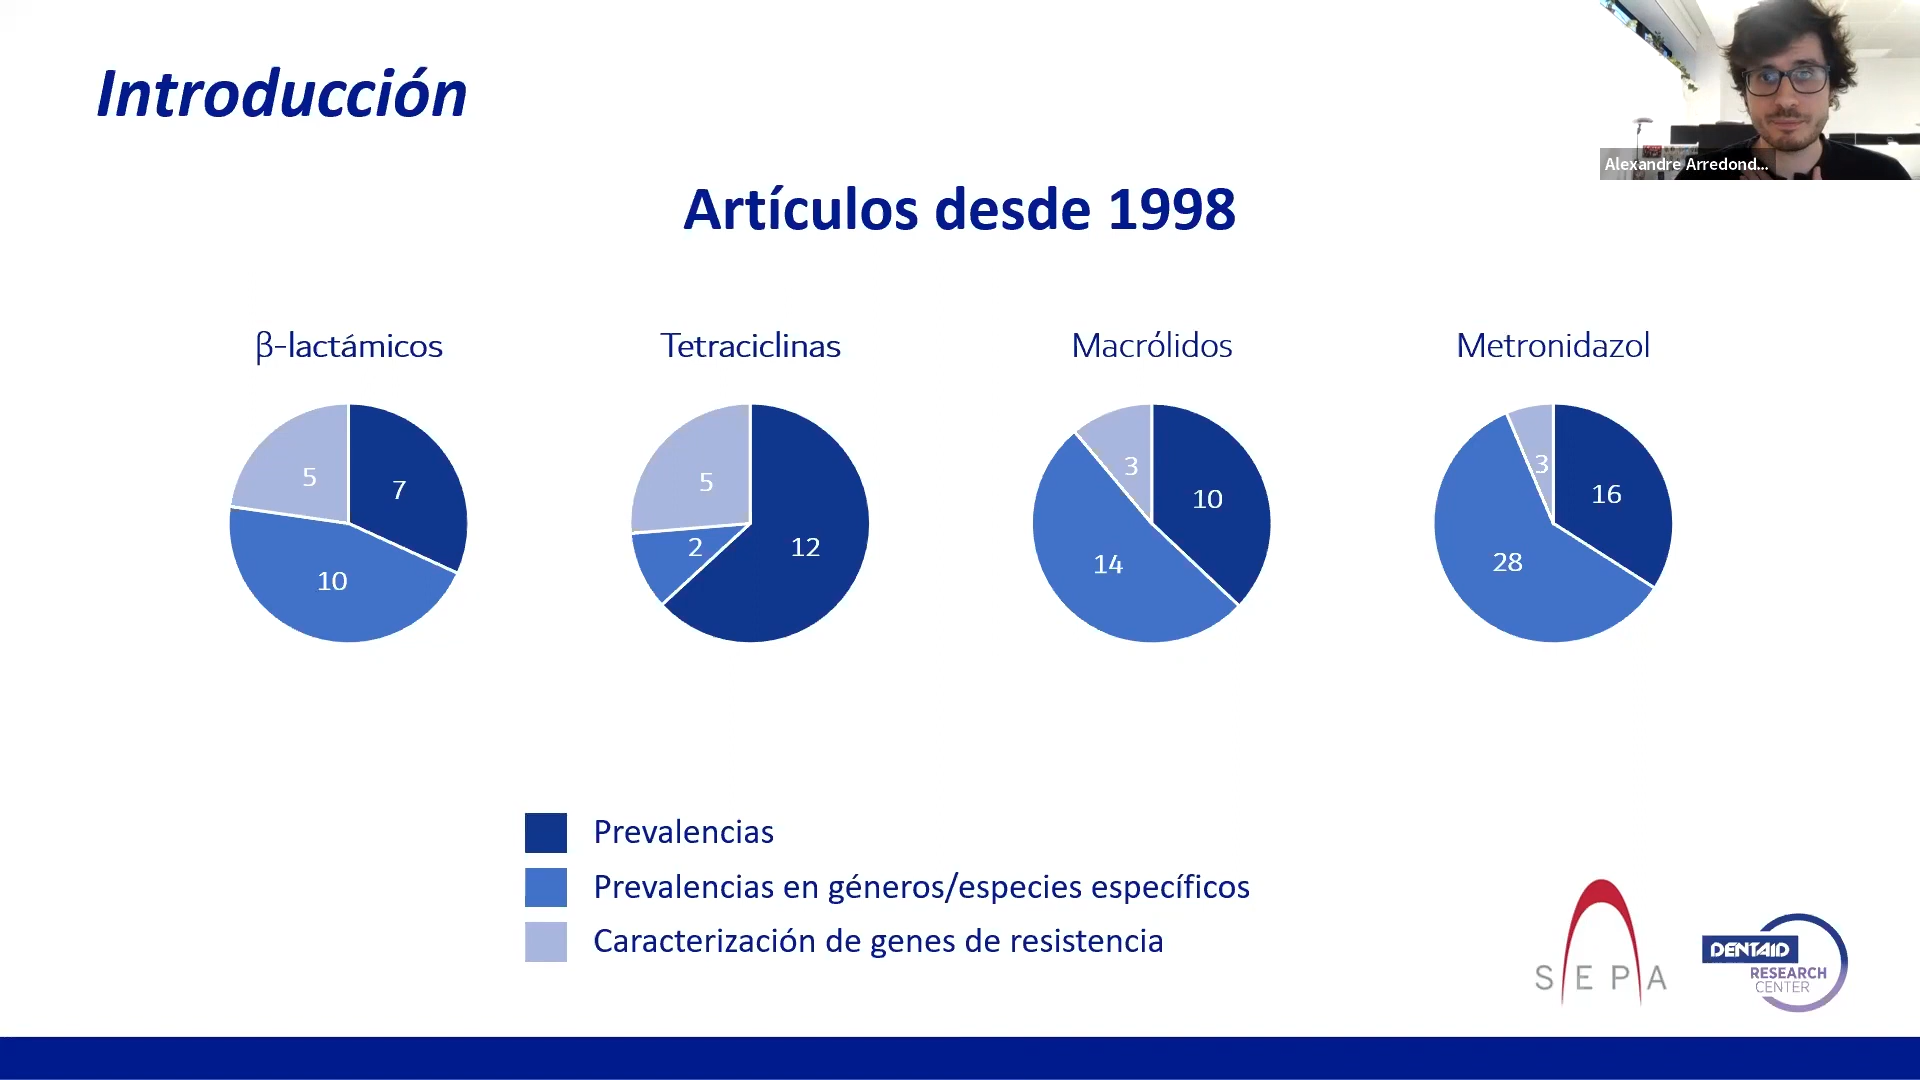 Introducción
Alexandre Arredond...
Artículos desde 1998
β-lactámicos
Tetraciclinas
Macrólidos
Metronidazol
5
7
10
5
2
12
3
10
14
3
16
28
Prevalencias
Prevalencias en géneros/especies específicos
Caracterización de genes de resistencia
SEPA
DENTAID
RESEARCH
CENTER